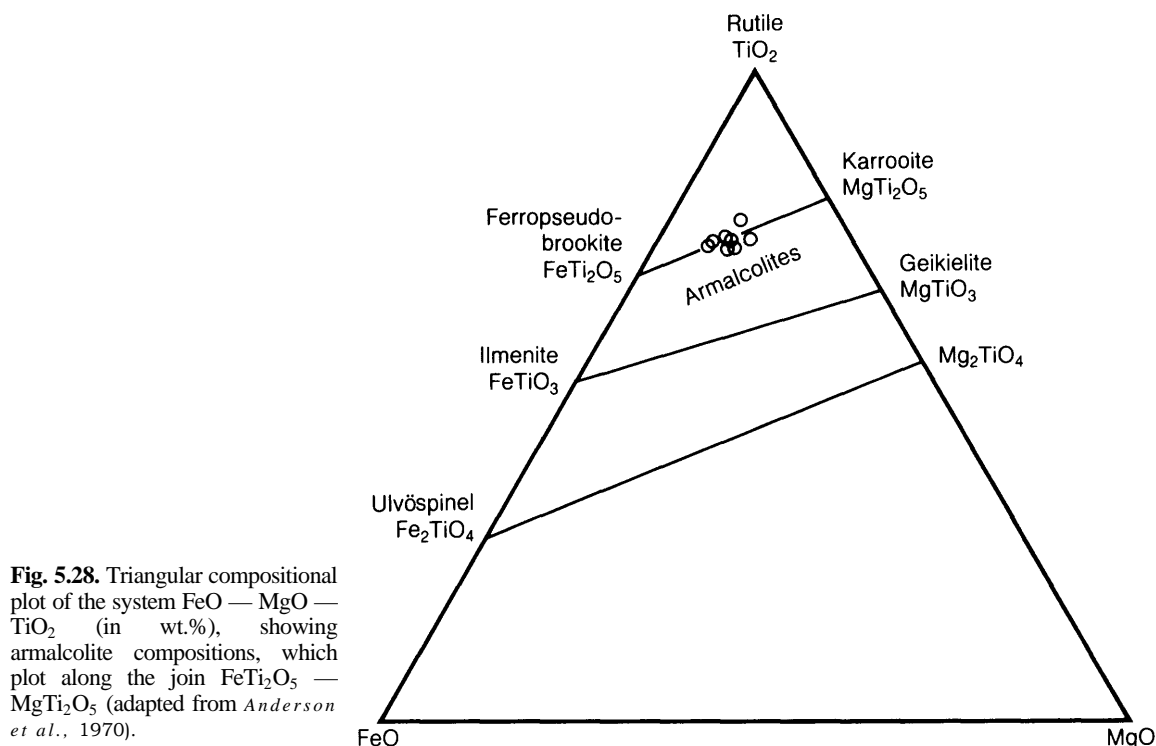 Rutile
TiO₂
Karrooite
MgTi₂O₅
Ferropseudo-
brookite
FeTi₂O₅
Armalcolites
Geikielite
MgTiO₃
Ilmenite
FeTiO₃
Mg₂TiO₄
Ulvöspinel
Fe₂TiO₄
FeO
MgO
Fig. 5.28. Triangular compositional
plot of the system FeO — MgO —
TiO₂ (in wt.%), showing
armalcolite compositions, which
plot along the join FeTi₂O₅ —
MgTi₂O₅ (adapted from Anderson
et al., 1970).